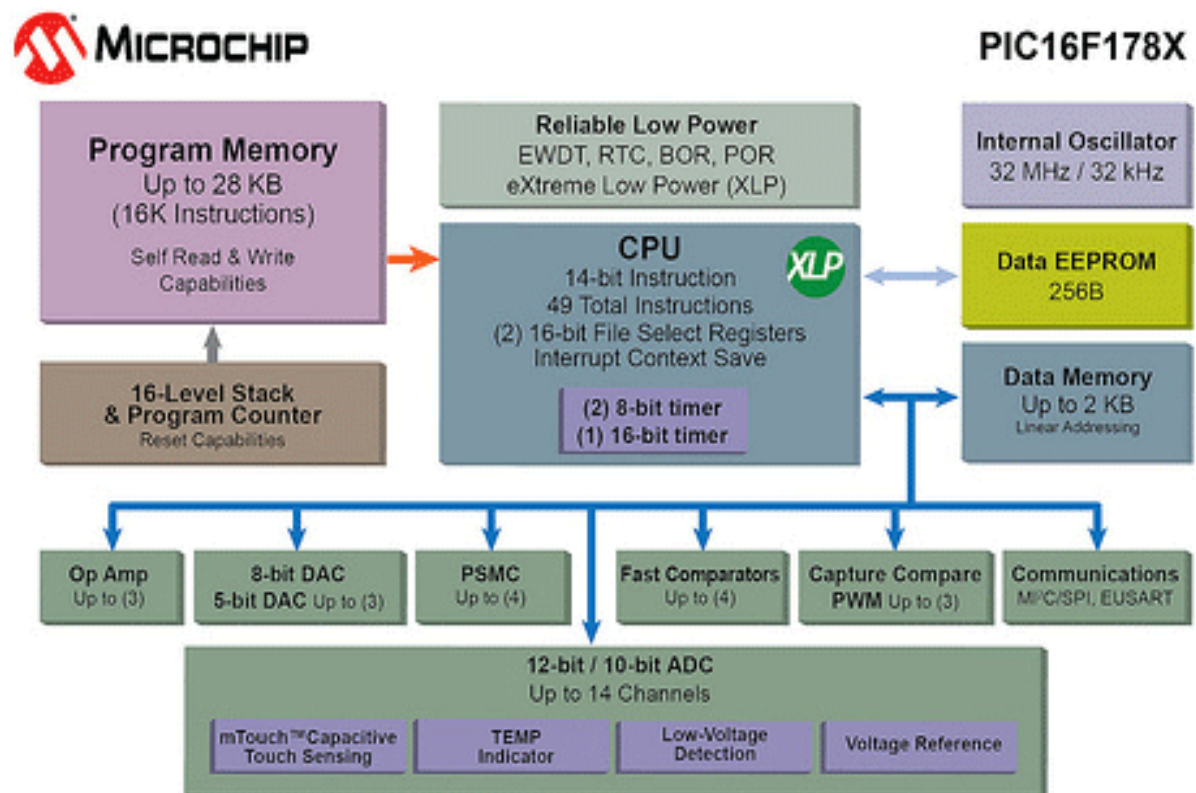 MICROCHIP
PIC16F178X
Program Memory
Up to 28 KB
(16K Instructions)
Self Read & Write
Capabilities
Reliable Low Power
EWDT, RTC, BOR, POR
eXtreme Low Power (XLP)
Internal Oscillator
32 MHz / 32 kHz
CPU
14-bit Instruction
49 Total Instructions
(2) 16-bit File Select Registers
Interrupt Context Save
XLP
(2) 8-bit timer
(1) 16-bit timer
Data EEPROM
256B
16-Level Stack
& Program Counter
Reset Capabilities
Data Memory
Up to 2 KB
Linear Addressing
Op Amp
Up to (3)
8-bit DAC
5-bit DAC Up to (3)
PSMC
Up to (4)
Fast Comparators
Up to (4)
Capture Compare
PWM Up to (3)
Communications
MI²C/SPI, EUSART
12-bit / 10-bit ADC
Up to 14 Channels
mTouch™Capacitive
Touch Sensing
TEMP
Indicator
Low-Voltage
Detection
Voltage Reference